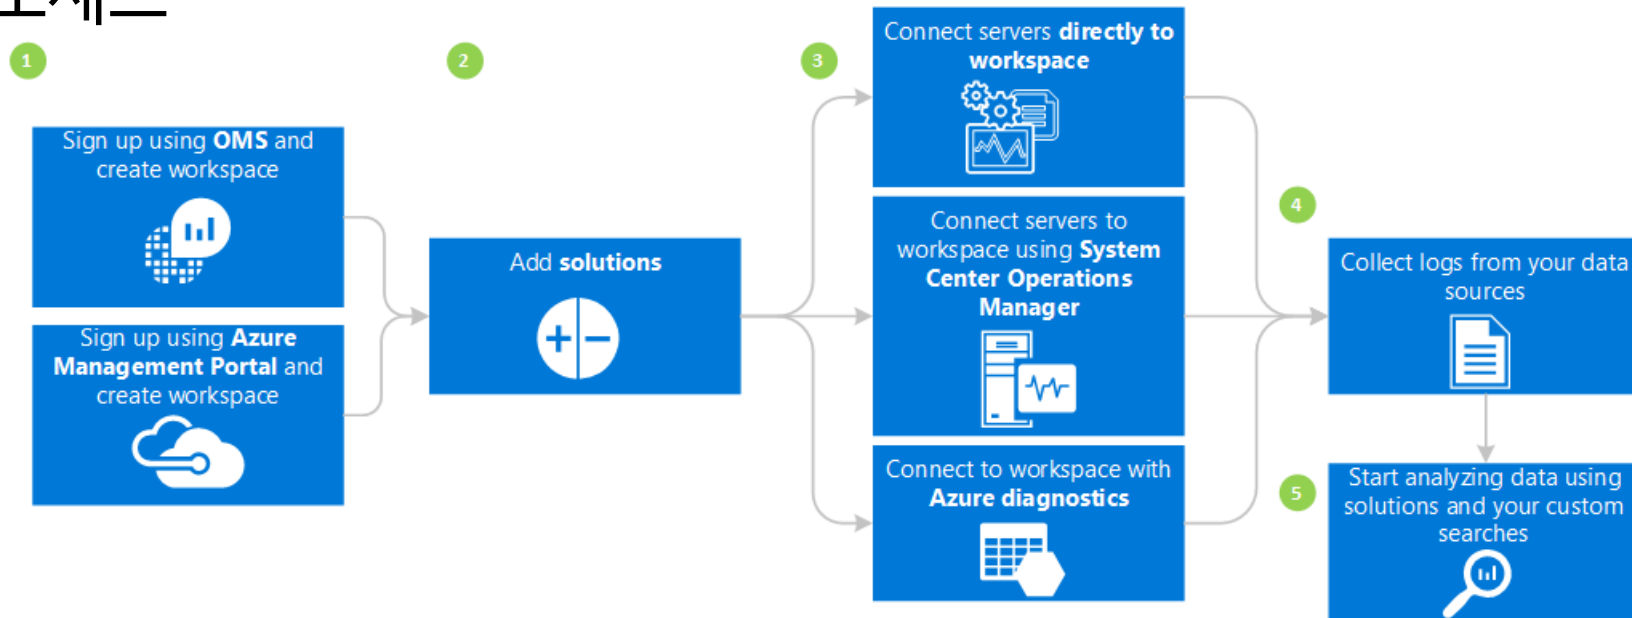 1
Sign up using OMS and
create workspace
Sign up using Azure
Management Portal and
create workspace
2
Add solutions
3
Connect servers directly to
workspace
Connect servers to
workspace using System
Center Operations
Manager
Connect to workspace with
Azure diagnostics
4
Collect logs from your data
sources
5
Start analyzing data using
solutions and your custom
searches